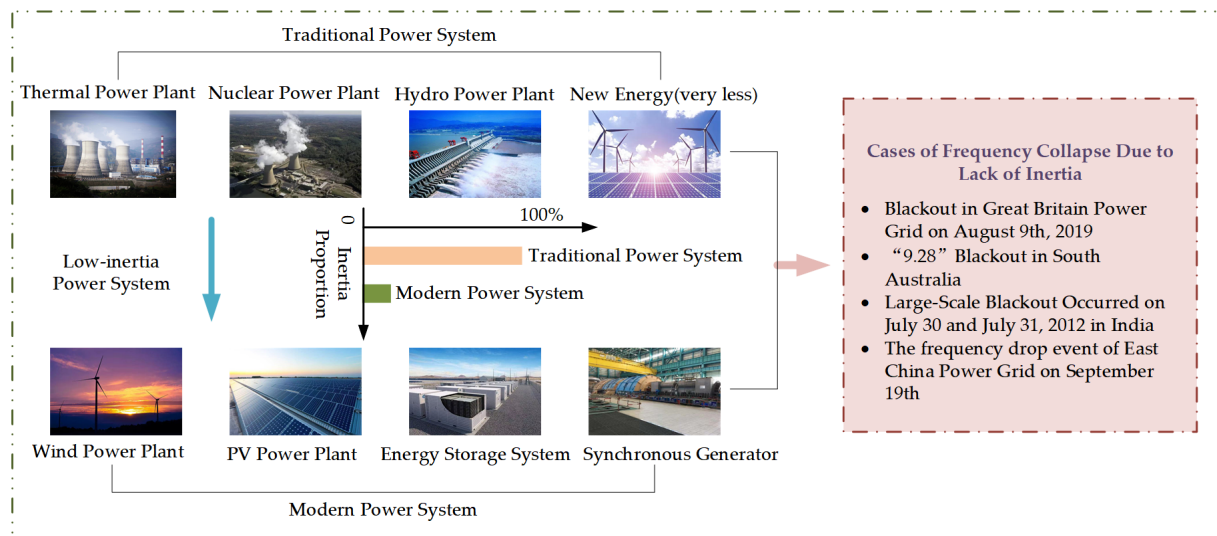 Traditional Power System
Thermal Power Plant
Nuclear Power Plant
Hydro Power Plant
New Energy(very less)
Low-inertia
Power System
0
100%
Inertia
Proportion
Traditional Power System
Modern Power System
Wind Power Plant
PV Power Plant
Energy Storage System
Synchronous Generator
Modern Power System
Cases of Frequency Collapse Due to
Lack of Inertia
● Blackout in Great Britain Power
Grid on August 9th, 2019
● “9.28” Blackout in South
Australia
● Large-Scale Blackout Occurred on
July 30 and July 31, 2012 in India
● The frequency drop event of East
China Power Grid on September
19th